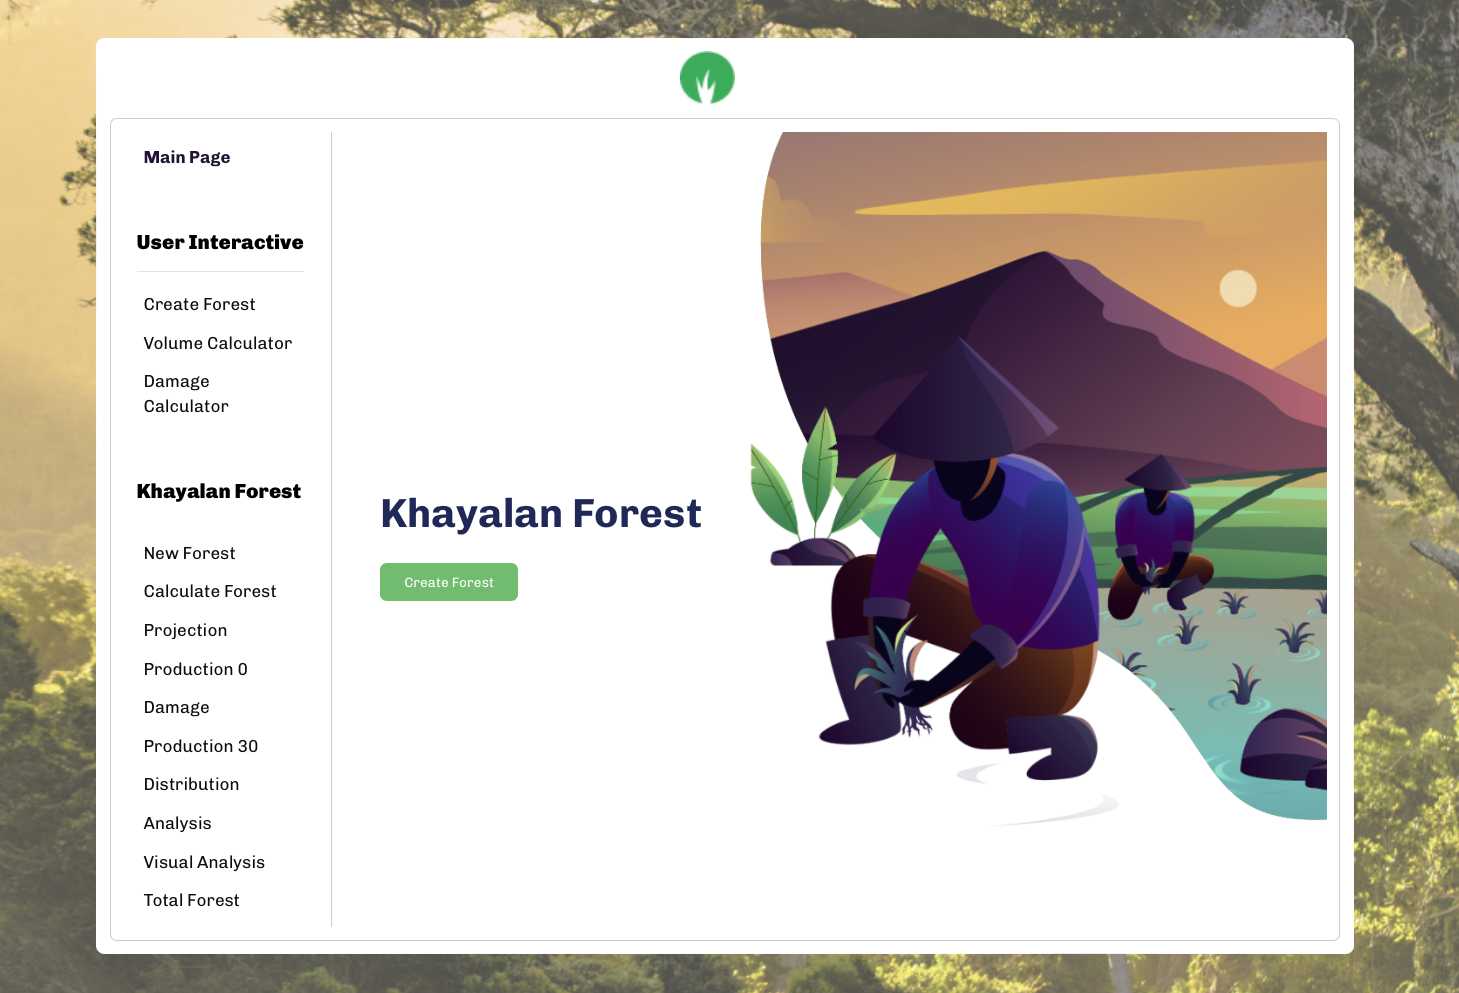 Main Page
User Interactive
Create Forest
Volume Calculator
Damage
Calculator
Khayalan Forest
New Forest
Calculate Forest
Projection
Production 0
Damage
Production 30
Distribution
Analysis
Visual Analysis
Total Forest
Khayalan Forest
Create Forest